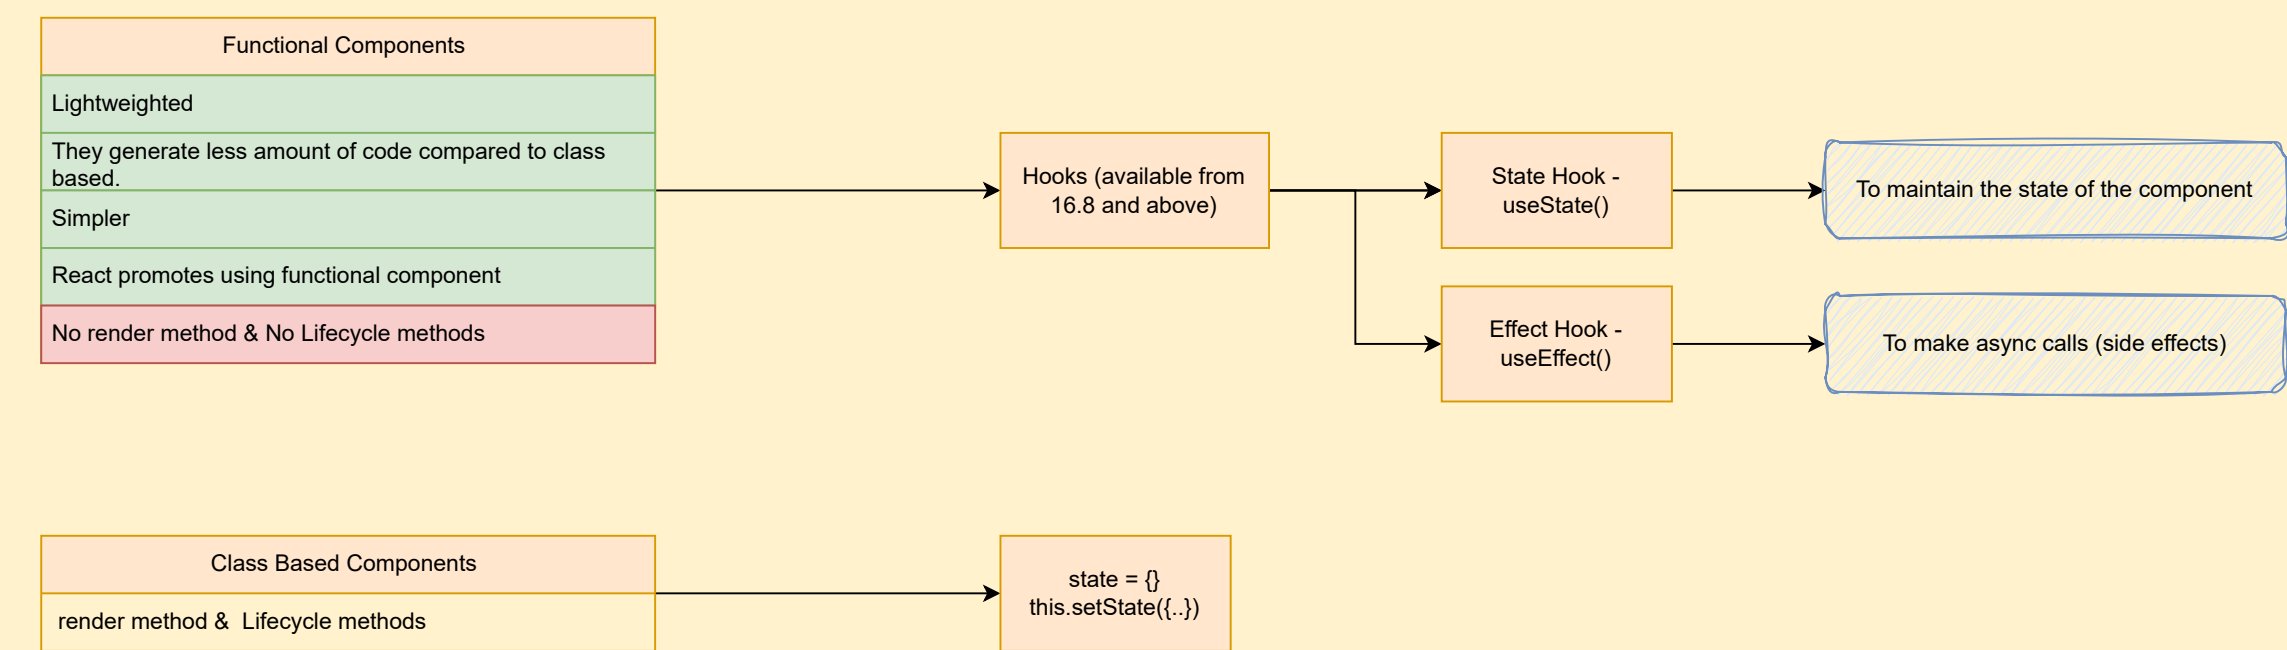 Functional Components
Lightweighted
They generate less amount of code compared to class
based.
Simpler
React promotes using functional component
No render method & No Lifecycle methods
Hooks (available from
16.8 and above)
State Hook -
useState()
To maintain the state of the component
Effect Hook -
useEffect()
To make async calls (side effects)
Class Based Components
render method &  Lifecycle methods
state = {}
this.setState({..})